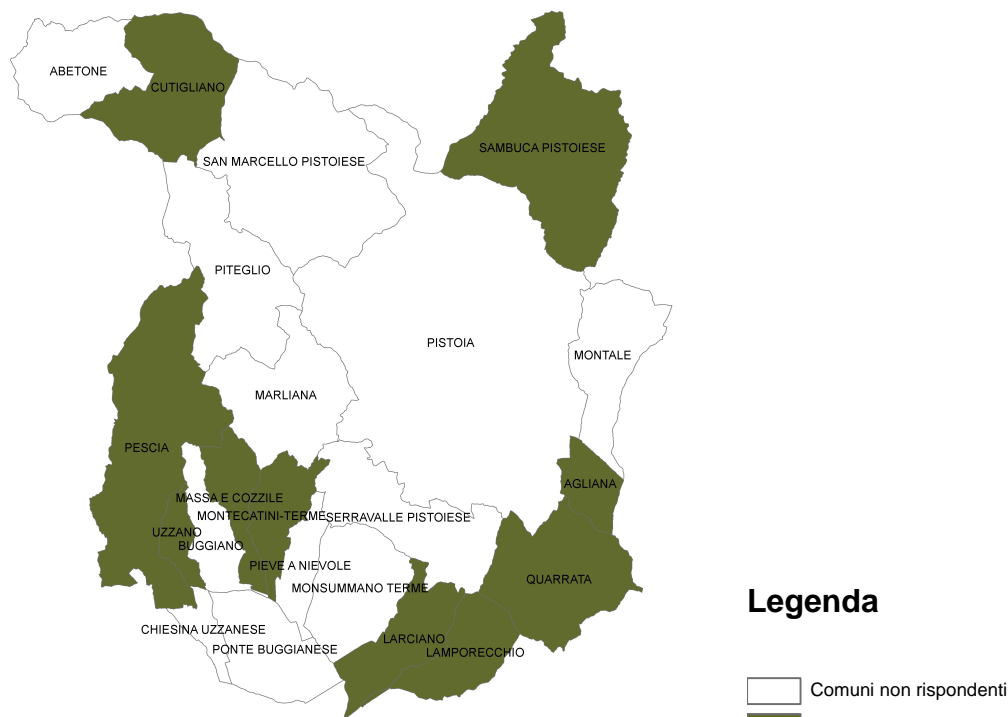 ABETONE
CUTIGLIANO
SAMBUCA PISTOIESE
SAN MARCELLO PISTOIESE
PITEGLIO
PISTOIA
MONTALE
MARLIANA
PESCIA
AGLIANA
MASSA E COZZILE
MONTECATINI-TERME
SERRAVALLE PISTOIESE
UZZANO
BUGGIANO
PIEVE A NIEVOLE
QUARRATA
MONSUMMANO TERME
CHIESINA UZZANESE
PONTE BUGGIANESE
LARCIANO
LAMPORECCHIO
Legenda
Comuni non rispondenti